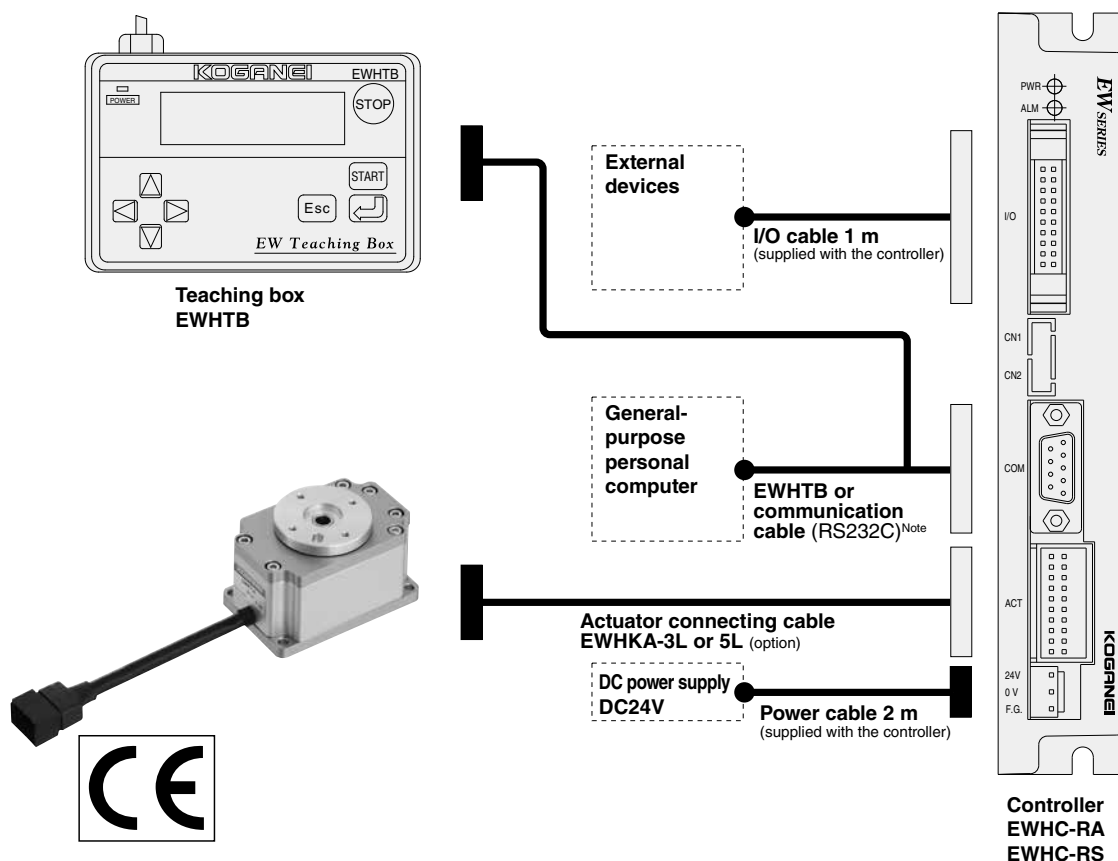 KOGANEI
EWHTB
POWER
STOP
START
Esc
EW Teaching Box
Teaching box
EWHTB
External
devices
I/O cable 1 m
(supplied with the controller)
General-
purpose
personal
computer
EWHTB or
communication
cable (RS232C)Note
Actuator connecting cable
EWHKA-3L or 5L (option)
DC power supply
DC24V
Power cable 2 m
(supplied with the controller)
PWR
ALM
EW SERIES
I/O
CN1
CN2
COM
ACT
24V
0 V
F.G.
KOGANEI
Controller
EWHC-RA
EWHC-RS
CE